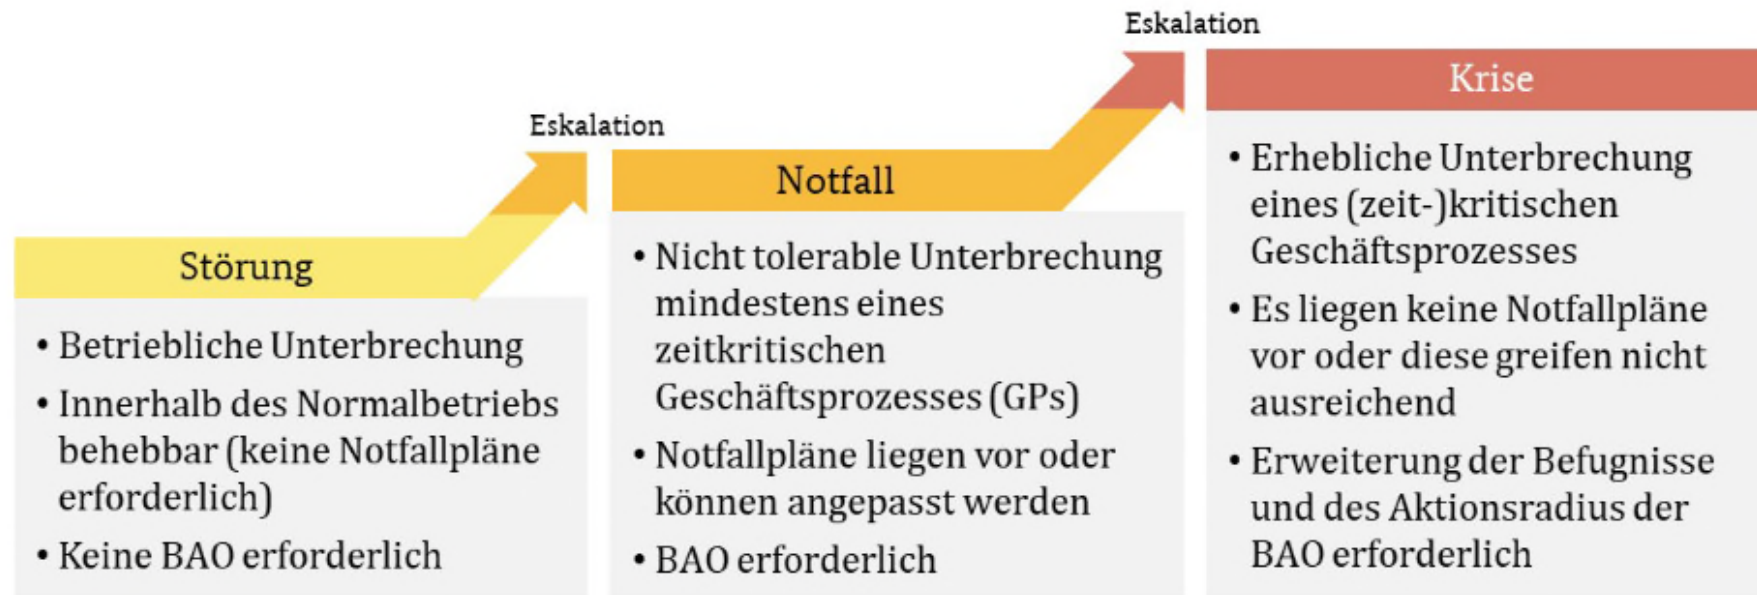 Störung
• Betriebliche Unterbrechung
• Innerhalb des Normalbetriebs
behebbar (keine Notfallpläne
erforderlich)
• Keine BAO erforderlich
Eskalation
Notfall
• Nicht tolerable Unterbrechung
mindestens eines
zeitkritischen
Geschäftsprozesses (GPs)
• Notfallpläne liegen vor oder
können angepasst werden
• BAO erforderlich
Eskalation
Krise
• Erhebliche Unterbrechung
eines (zeit-)kritischen
Geschäftsprozesses
• Es liegen keine Notfallpläne
vor oder diese greifen nicht
ausreichend
• Erweiterung der Befugnisse
und des Aktionsradius der
BAO erforderlich